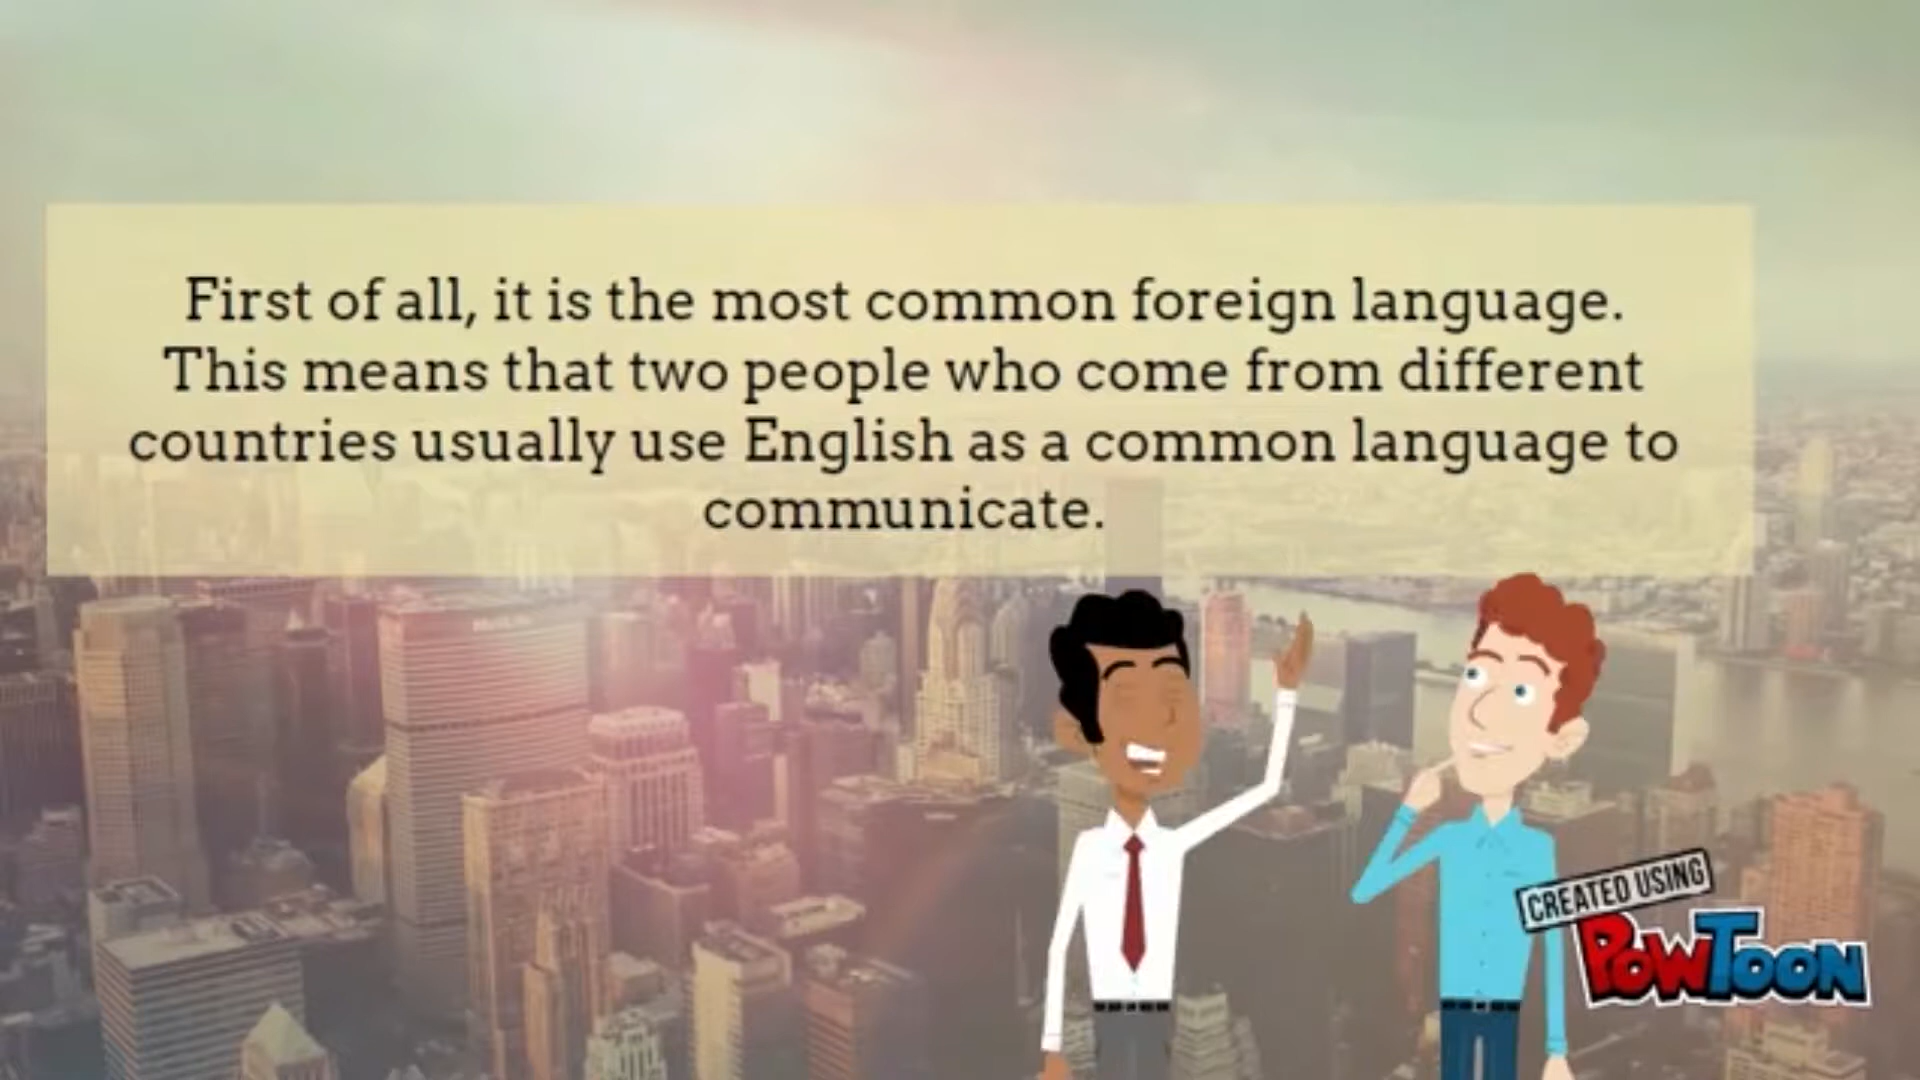 First of all, it is the most common foreign language.
This means that two people who come from different
countries usually use English as a common language to
communicate.
CREATED USING
POWTOON